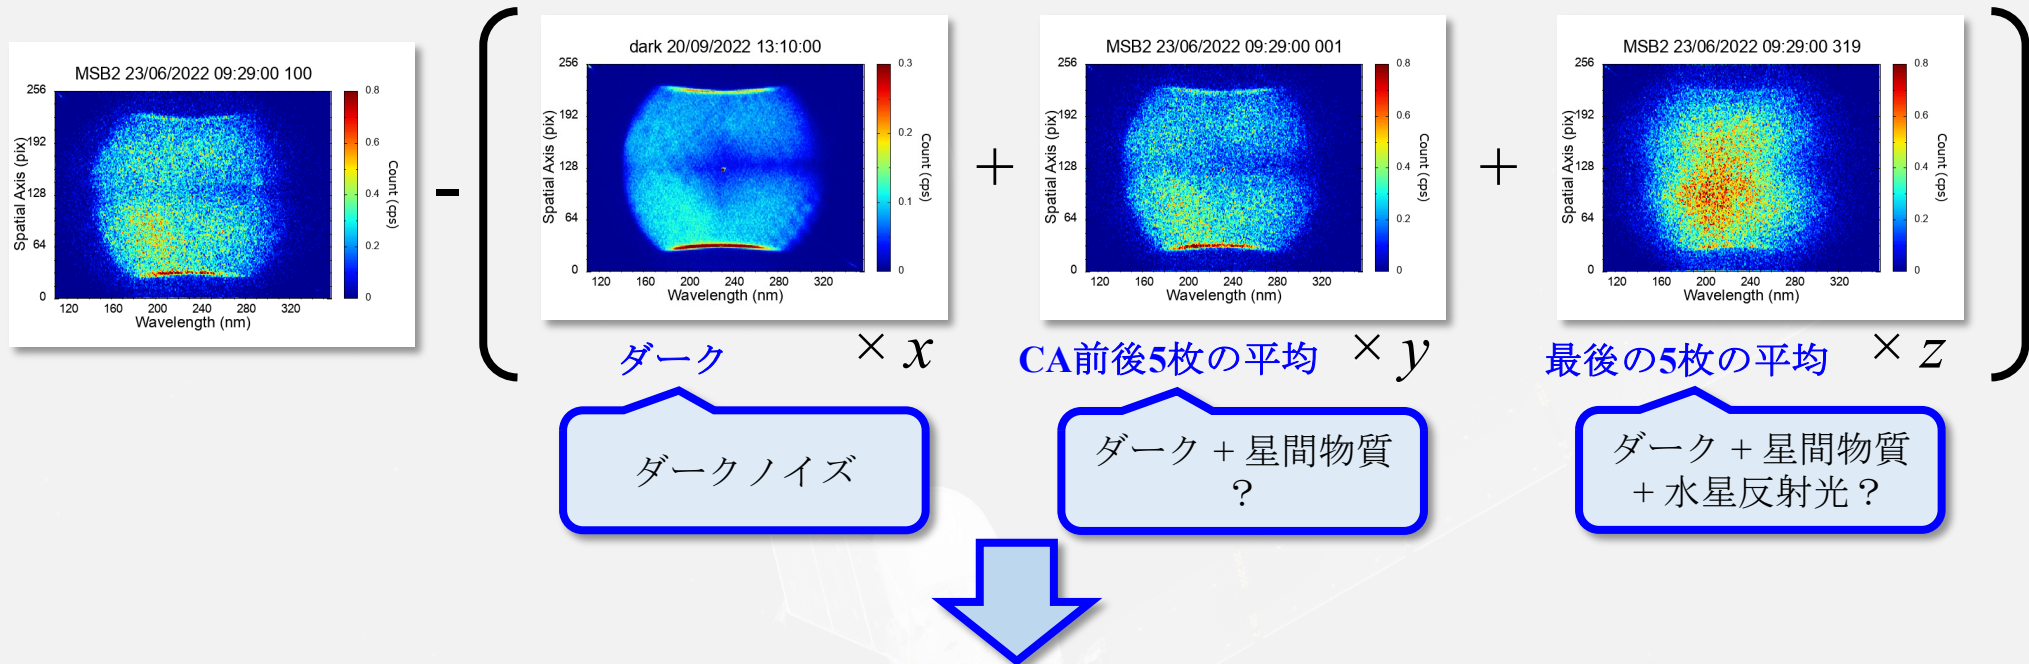 MSB2 23/06/2022 09:29:00 100
256
192
128
64
0
Spatial Axis (pix)
120 160 200 240 280 320
Wavelength (nm)
0.8
0.6
0.4
0.2
0
Count (cps)
-
(
dark 20/09/2022 13:10:00
256
192
128
64
0
Spatial Axis (pix)
120 160 200 240 280 320
Wavelength (nm)
0.3
0.2
0.1
0
Count (cps)
ダーク × x
+
MSB2 23/06/2022 09:29:00 001
256
192
128
64
0
Spatial Axis (pix)
120 160 200 240 280 320
Wavelength (nm)
0.8
0.6
0.4
0.2
0
Count (cps)
CA前後5枚の平均 × y
+
MSB2 23/06/2022 09:29:00 319
256
192
128
64
0
Spatial Axis (pix)
120 160 200 240 280 320
Wavelength (nm)
0.8
0.6
0.4
0.2
0
Count (cps)
最後の5枚の平均 × z
)
ダークノイズ
ダーク + 星間物質
？
ダーク + 星間物質
+ 水星反射光？